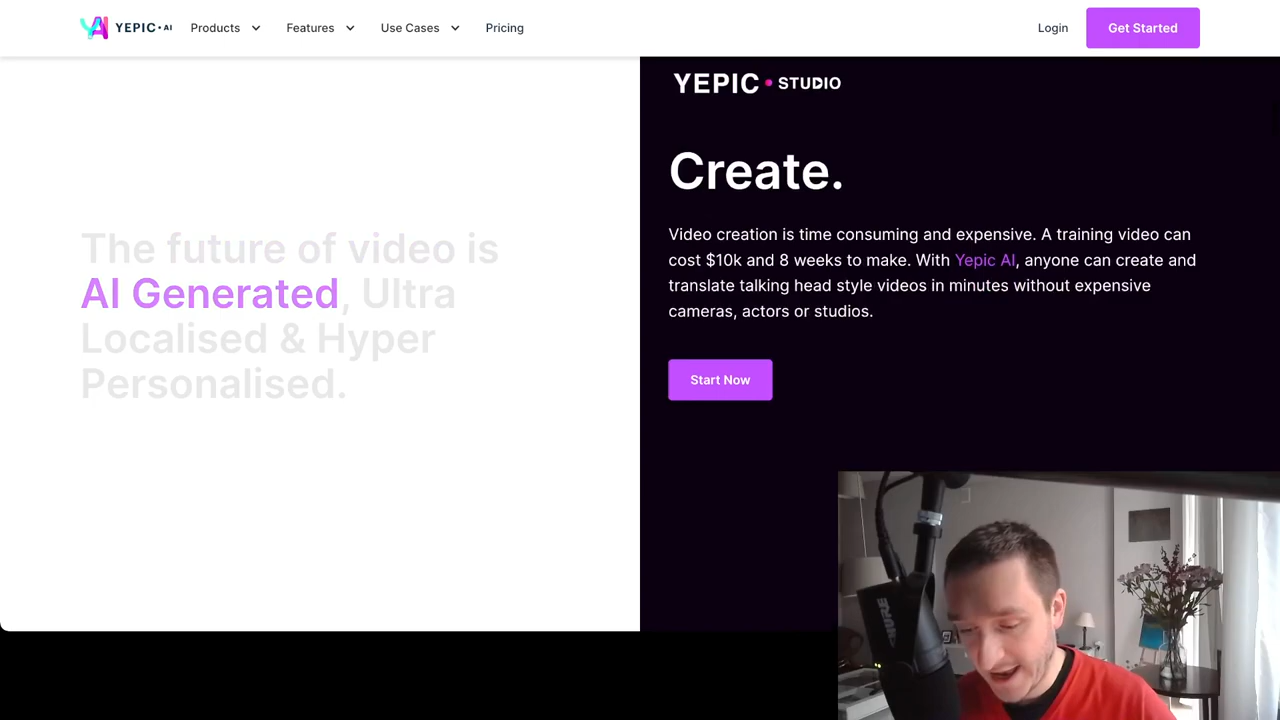 YEPIC·AI
Products
Features
Use Cases
Pricing
Login
Get Started
The future of video is
AI Generated, Ultra
Localised & Hyper
Personalised.
YEPIC • STUDIO
Create.
Video creation is time consuming and expensive. A training video can
cost $10k and 8 weeks to make. With Yepic AI, anyone can create and
translate talking head style videos in minutes without expensive
cameras, actors or studios.
Start Now
SHURE